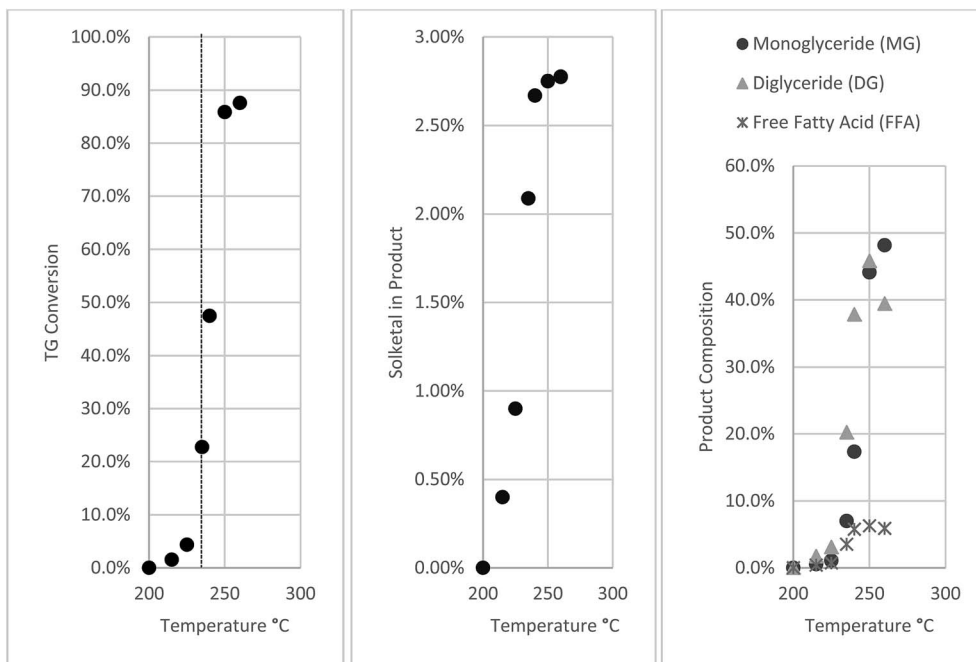 100.0%
90.0%
80.0%
70.0%
60.0%
50.0%
40.0%
30.0%
20.0%
10.0%
0.0%
TG Conversion
200 250 300
Temperature °C
3.00%
2.50%
2.00%
1.50%
1.00%
0.50%
0.00%
Solketal in Product
200 250 300
Temperature °C
Monoglyceride (MG)
Diglyceride (DG)
Free Fatty Acid (FFA)
60.0%
50.0%
40.0%
30.0%
20.0%
10.0%
0.0%
Product Composition
200 250 300
Temperature °C